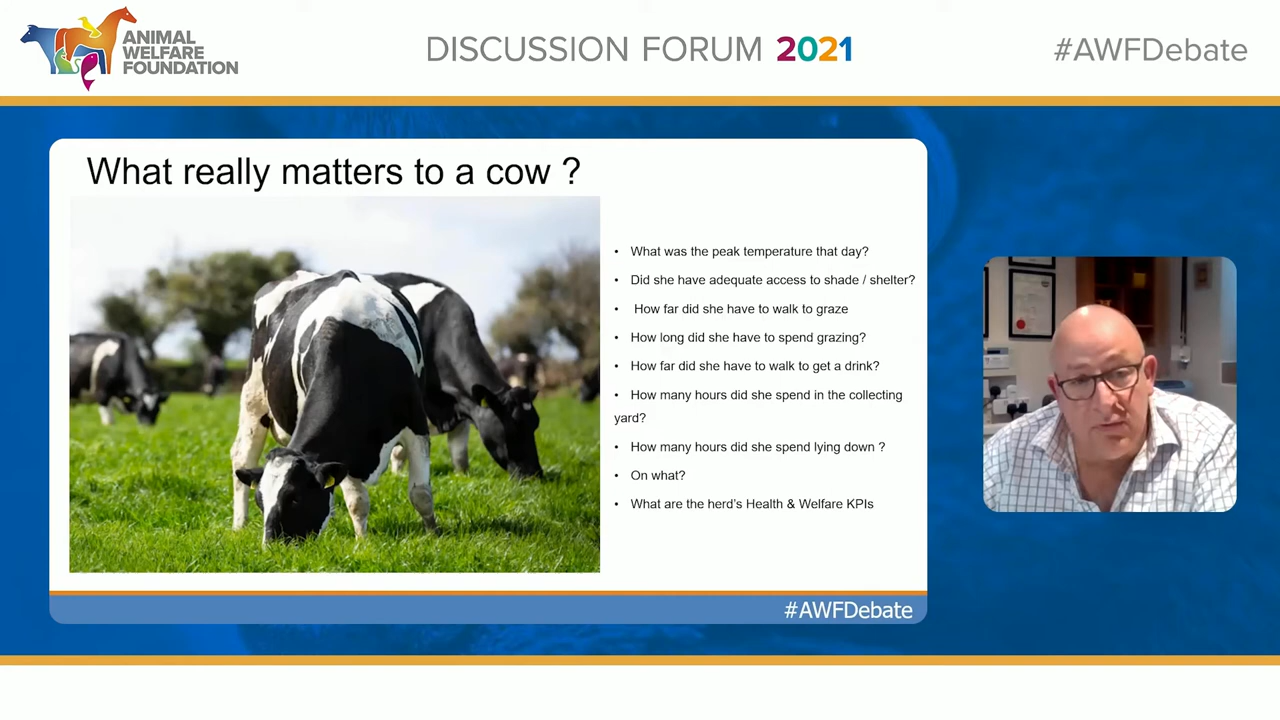 ANIMAL
WELFARE
FOUNDATION
DISCUSSION FORUM 2021
#AWFDebate
What really matters to a cow ?
• What was the peak temperature that day?
• Did she have adequate access to shade / shelter?
• How far did she have to walk to graze
• How long did she have to spend grazing?
• How far did she have to walk to get a drink?
• How many hours did she spend in the collecting
yard?
• How many hours did she spend lying down ?
• On what?
• What are the herd's Health & Welfare KPIs
#AWFDebate